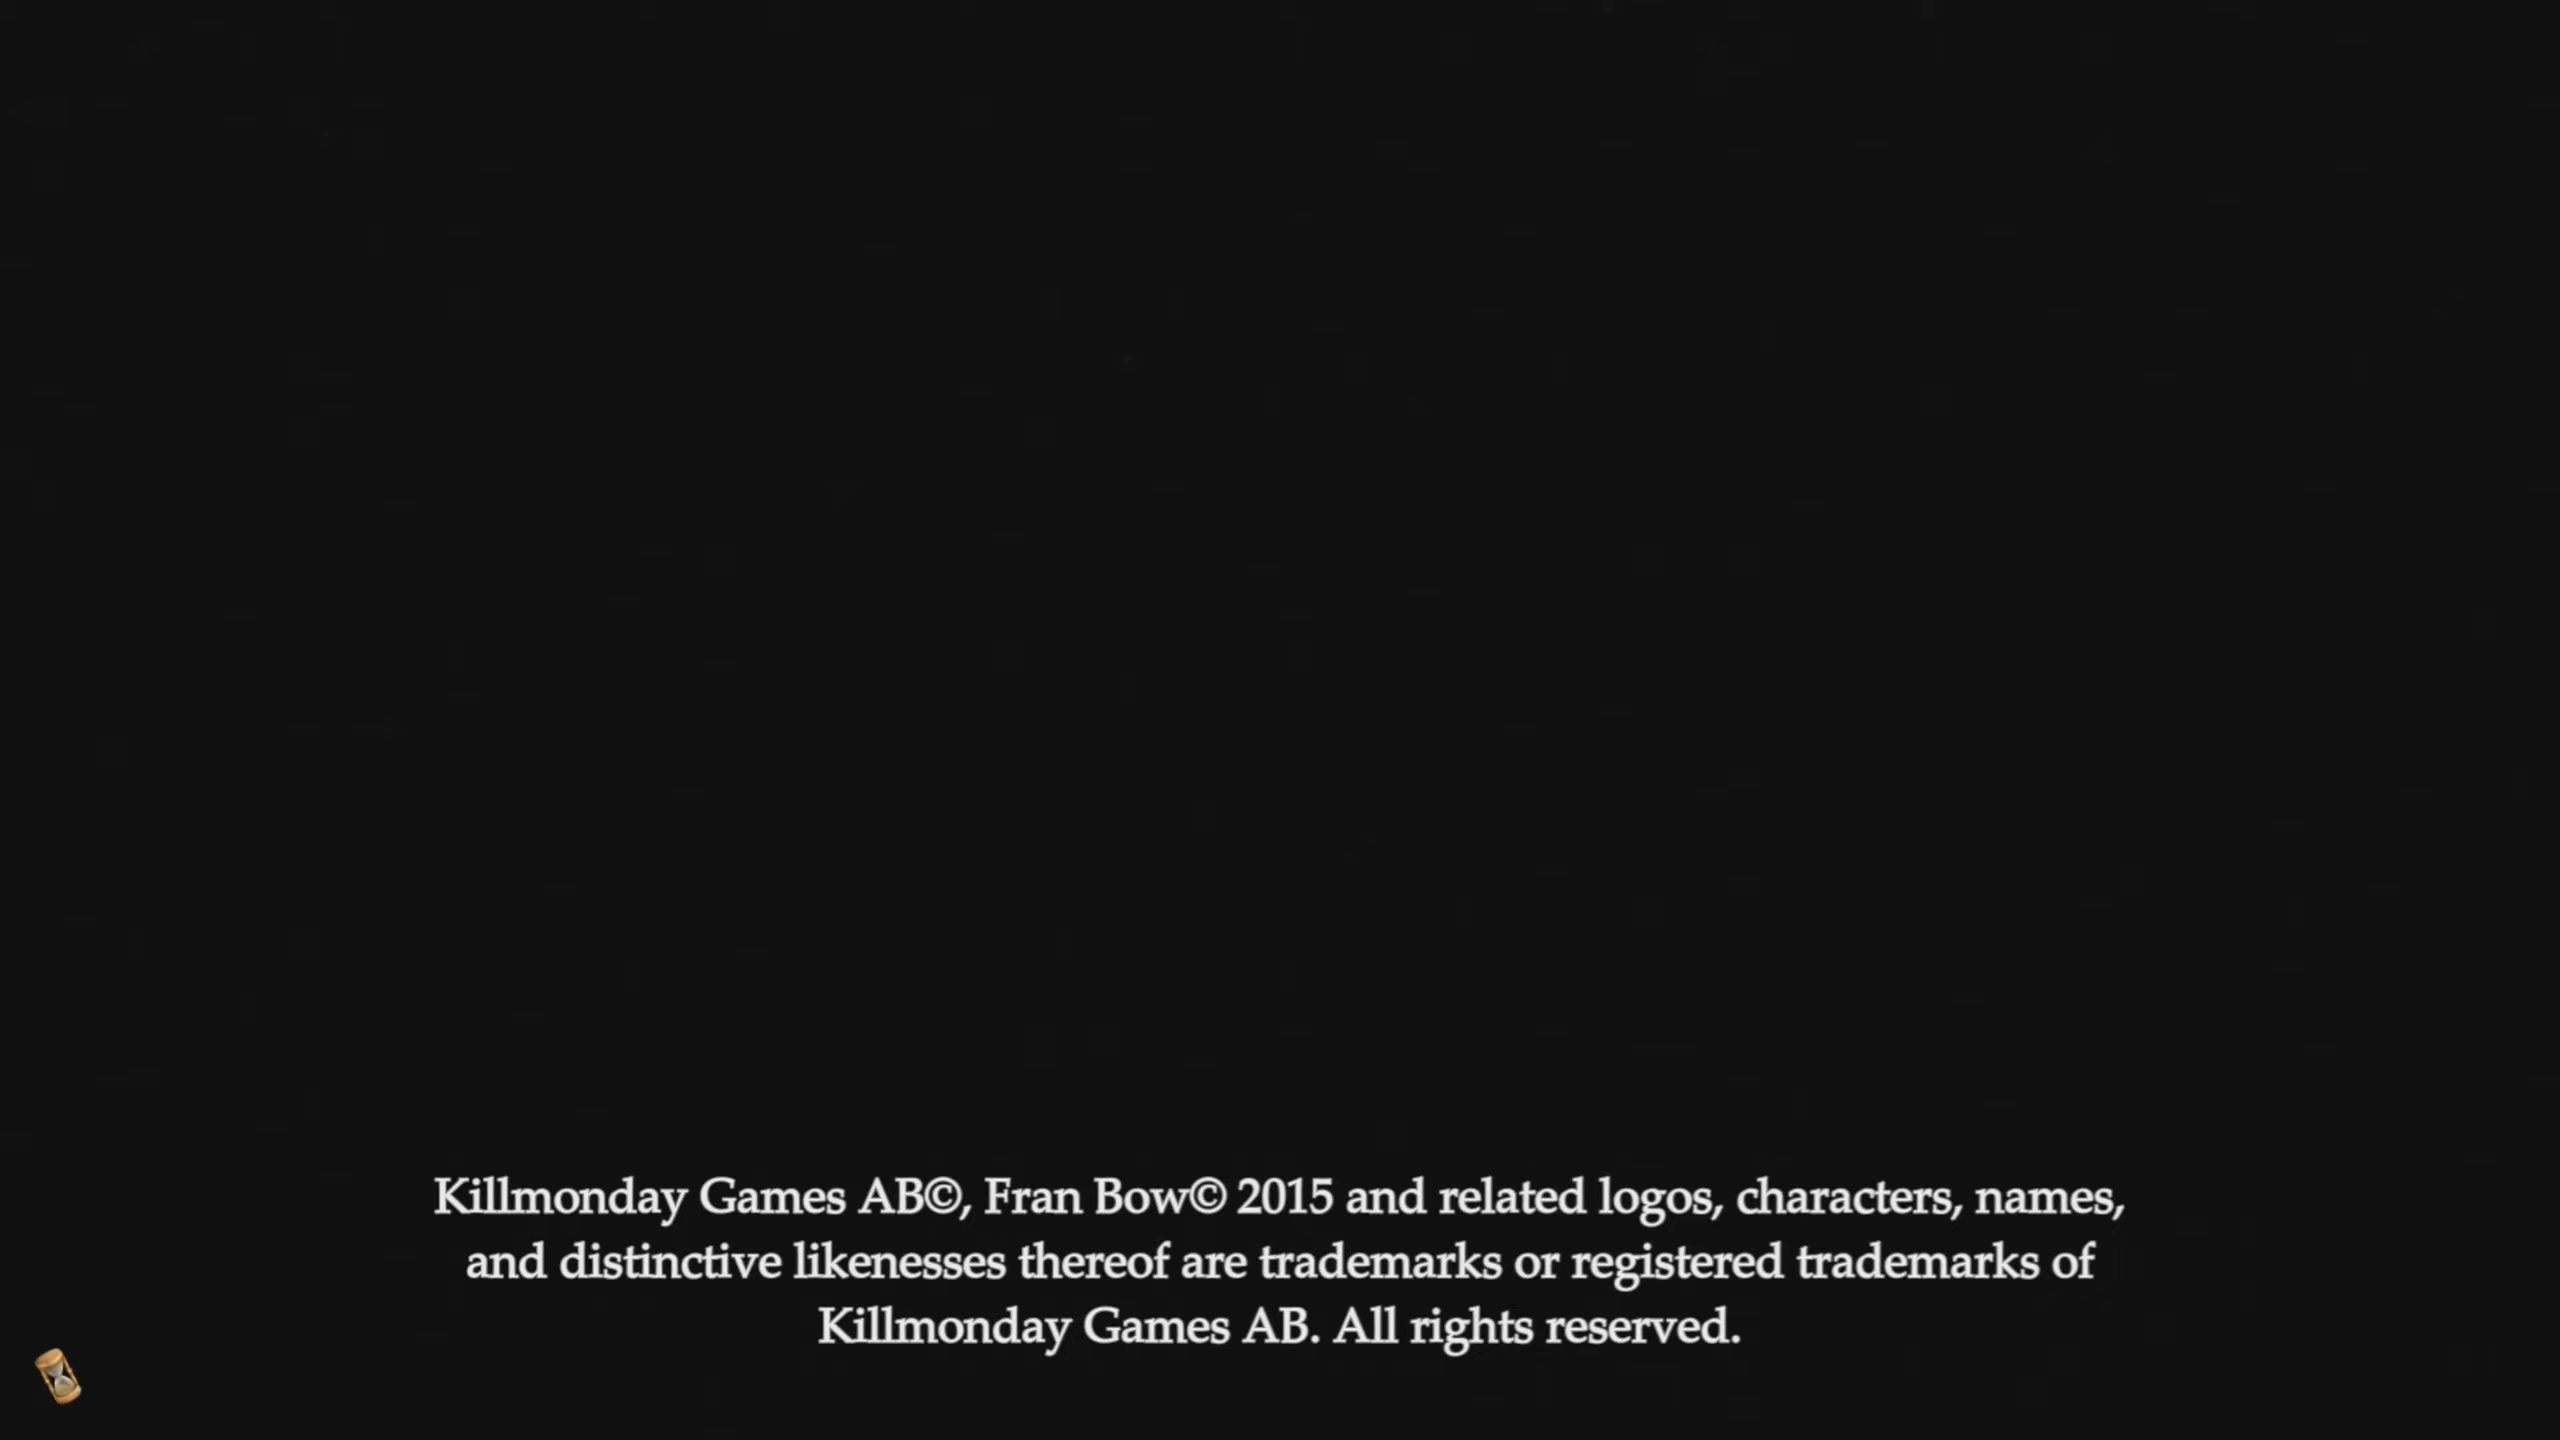 Killmonday Games AB©, Fran Bow© 2015 and related logos, characters, names,
and distinctive likenesses thereof are trademarks or registered trademarks of
Killmonday Games AB. All rights reserved.